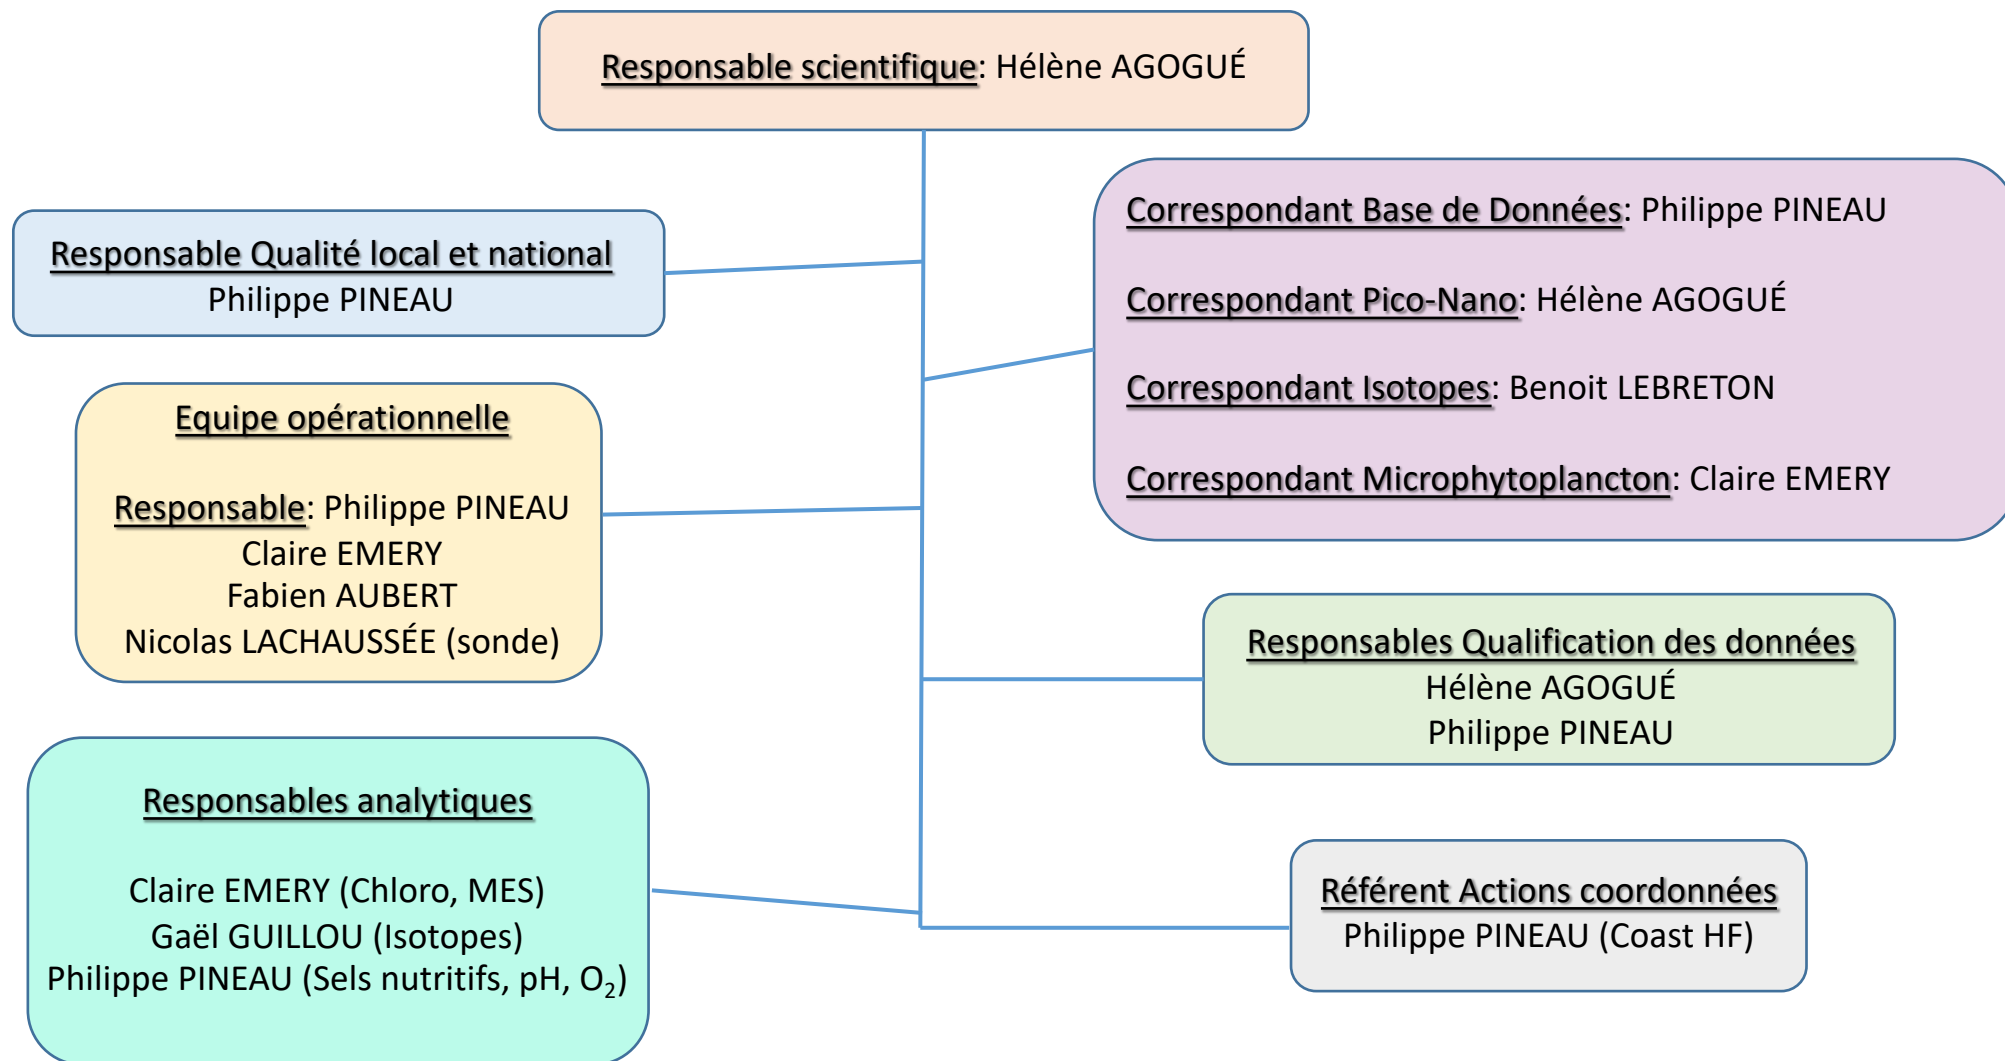 Responsable scientifique: Hélène AGOGUÉ
Responsable Qualité local et national
Philippe PINEAU
Correspondant Base de Données: Philippe PINEAU
Correspondant Pico-Nano: Hélène AGOGUÉ
Correspondant Isotopes: Benoit LEBRETON
Correspondant Microphytoplancton: Claire EMERY
Equipe opérationnelle
Responsable: Philippe PINEAU
Claire EMERY
Fabien AUBERT
Nicolas LACHAUSSÉE (sonde)
Responsables Qualification des données
Hélène AGOGUÉ
Philippe PINEAU
Responsables analytiques
Claire EMERY (Chloro, MES)
Gaël GUILLOU (Isotopes)
Philippe PINEAU (Sels nutritifs, pH, O₂)
Référent Actions coordonnées
Philippe PINEAU (Coast HF)